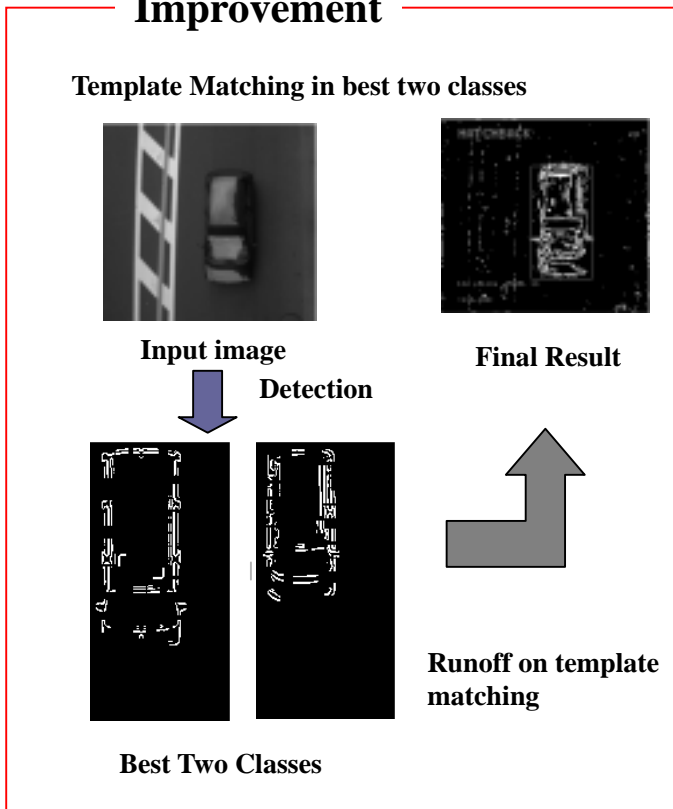 Improvement
Template Matching in best two classes
HATCHBACK
Input image
Final Result
Detection
Runoff on template
matching
Best Two Classes